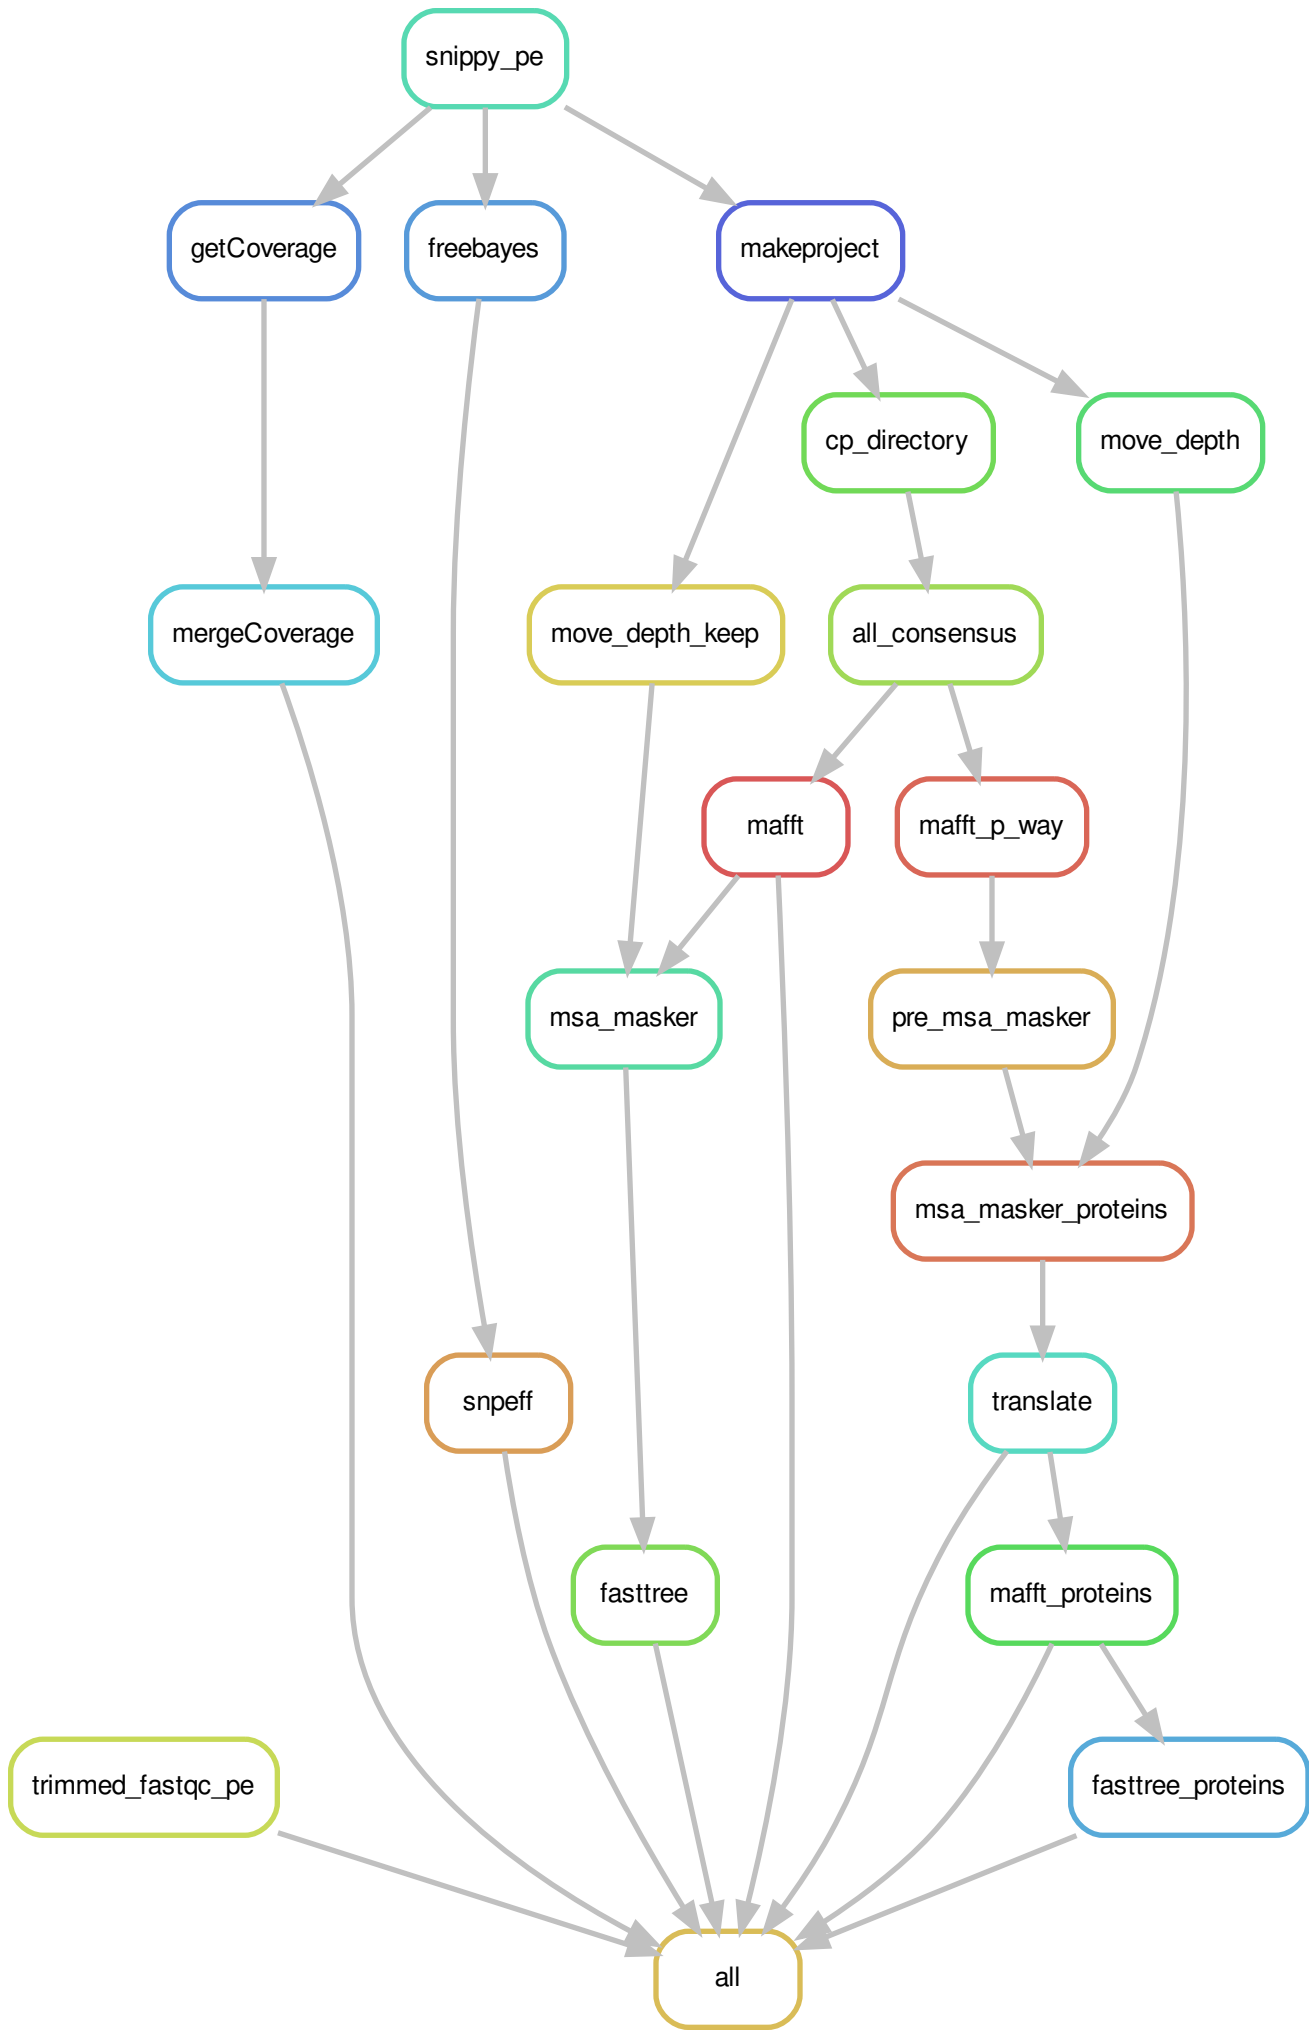 snippy_pe
getCoverage
freebayes
makeproject
cp_directory
move_depth
mergeCoverage
move_depth_keep
all_consensus
mafft
mafft_p_way
msa_masker
pre_msa_masker
msa_masker_proteins
snpeff
translate
fasttree
mafft_proteins
trimmed_fastqc_pe
fasttree_proteins
all